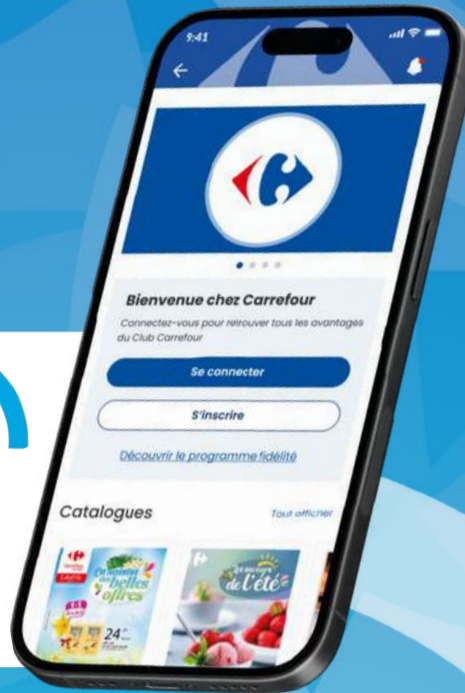 9:41
Bienvenue chez Carrefour
Connectez-vous pour retrouver tous les avantages
du Club Carrefour
Se connecter
S'inscrire
Découvrir le programme fidélité
Catalogues
Tout afficher
des belles
offres
de l'été
24